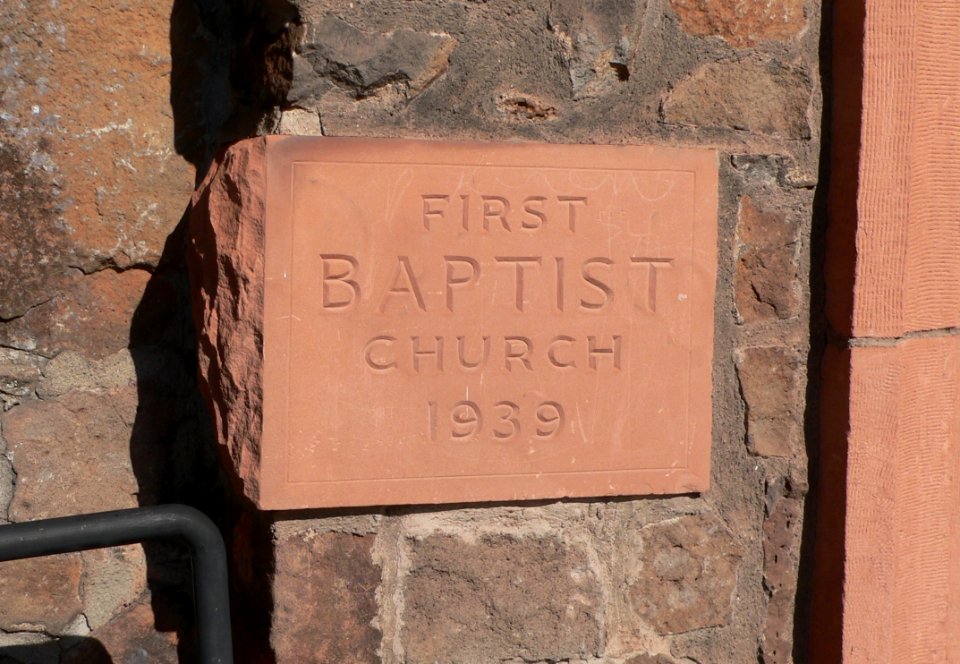 FIRST
BAPTIST
CHURCH
1939